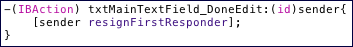 -(IBAction) txtMainTextField_DoneEdit:(id)sender{
    [sender resignFirstResponder];
}